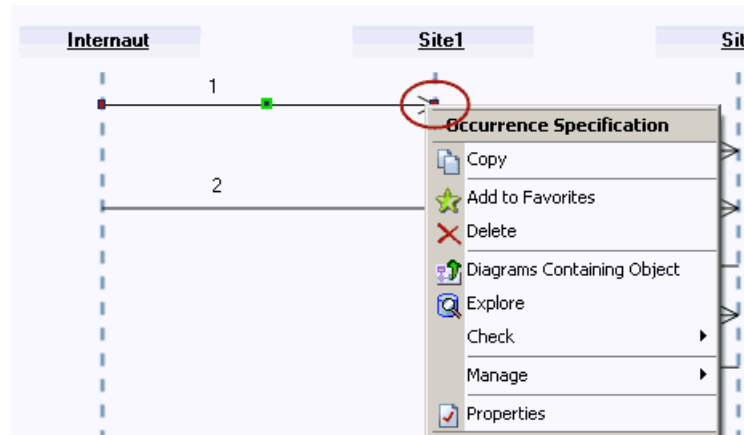 Internaut
Site1
Sit
1
Occurrence Specification
Copy
2
Add to Favorites
Delete
Diagrams Containing Object
Explore
Check
Manage
Properties